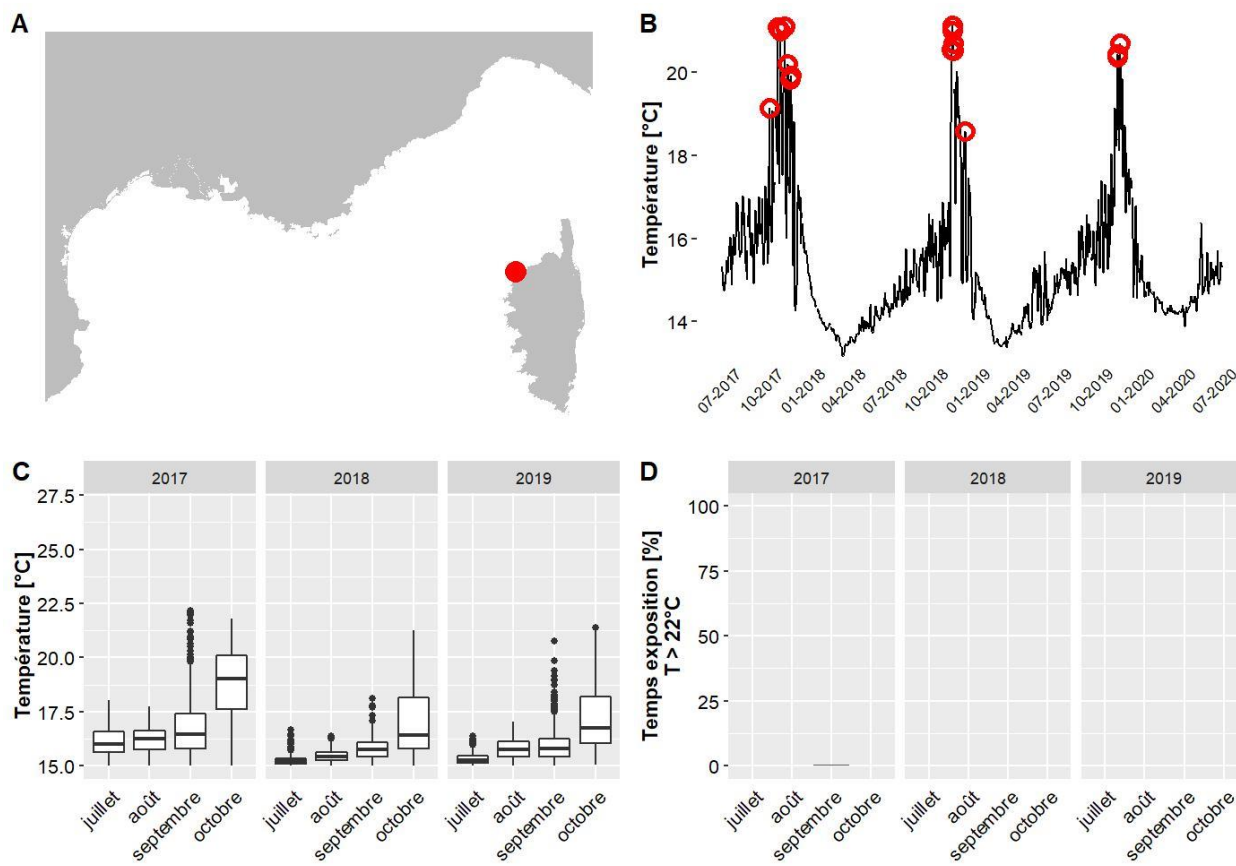 A
B
Température [°C]
20
18
16
14
07-2017
10-2017
01-2018
04-2018
07-2018
10-2018
01-2019
04-2019
07-2019
10-2019
01-2020
04-2020
07-2020
C
2017
2018
2019
Température [°C]
27.5
25.0
22.5
20.0
17.5
15.0
juillet
août
septembre
octobre
juillet
août
septembre
octobre
juillet
août
septembre
octobre
D
2017
2018
2019
Temps exposition [%]
T > 22°C
100
75
50
25
0
juillet
août
septembre
octobre
juillet
août
septembre
octobre
juillet
août
septembre
octobre